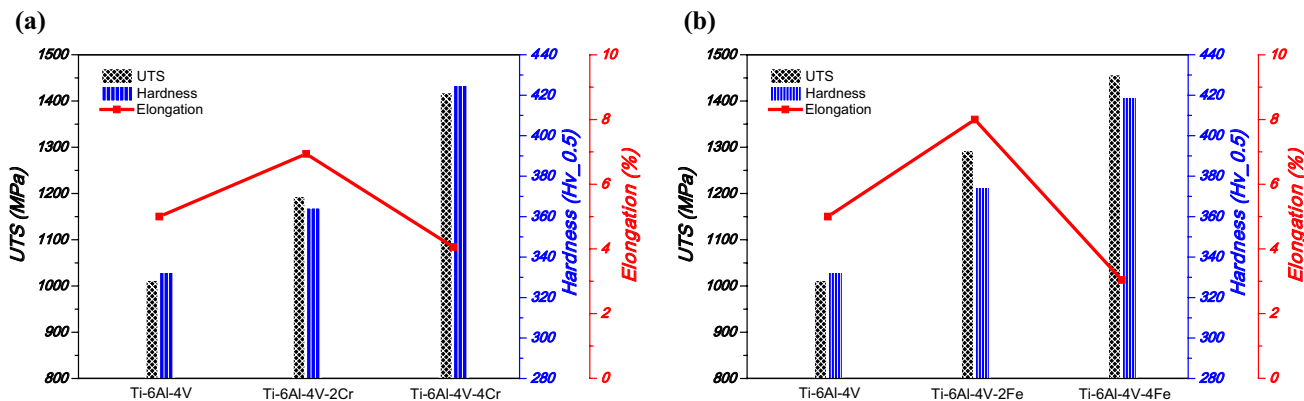 (a)
1500
1400
1300
1200
1100
1000
900
800
UTS (MPa)
UTS
Hardness
Elongation
440
420
400
380
360
340
320
300
280
Hardness (Hv_0.5)
10
8
6
4
2
0
Elongation (%)
Ti-6Al-4V
Ti-6Al-4V-2Cr
Ti-6Al-4V-4Cr
(b)
1500
1400
1300
1200
1100
1000
900
800
UTS (MPa)
UTS
Hardness
Elongation
440
420
400
380
360
340
320
300
280
Hardness (Hv_0.5)
10
8
6
4
2
0
Elongation (%)
Ti-6Al-4V
Ti-6Al-4V-2Fe
Ti-6Al-4V-4Fe